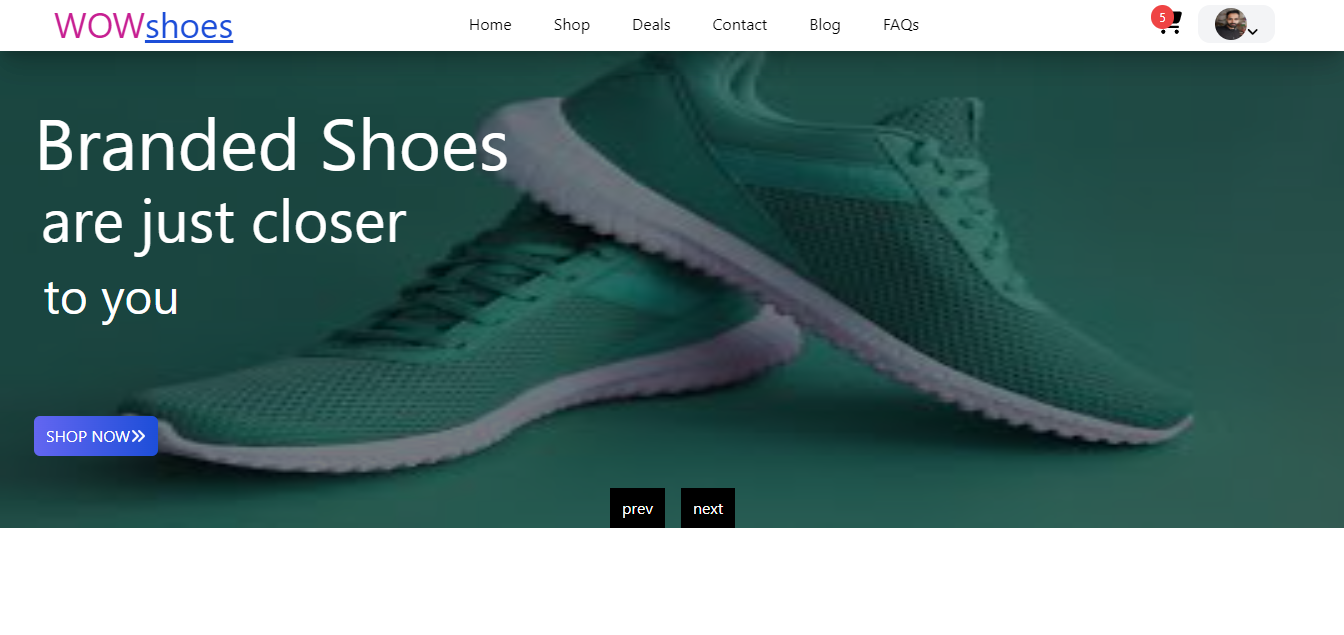 WOWshoes
Home Shop Deals Contact Blog FAQs
5
Branded Shoes
are just closer
to you
SHOP NOW
prev next